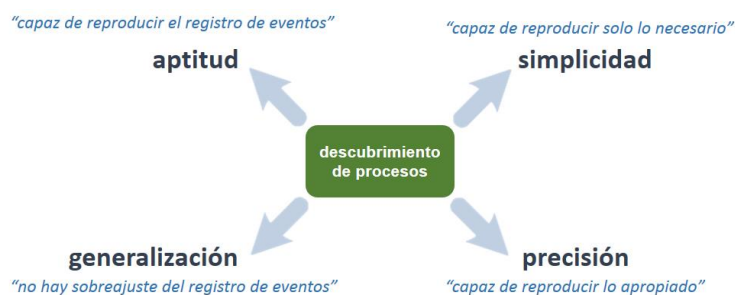 “capaz de reproducir el registro de eventos”
“capaz de reproducir solo lo necesario”
aptitud
simplicidad
descubrimiento
de procesos
generalización
precisión
“no hay sobreajuste del registro de eventos”
“capaz de reproducir lo apropiado”